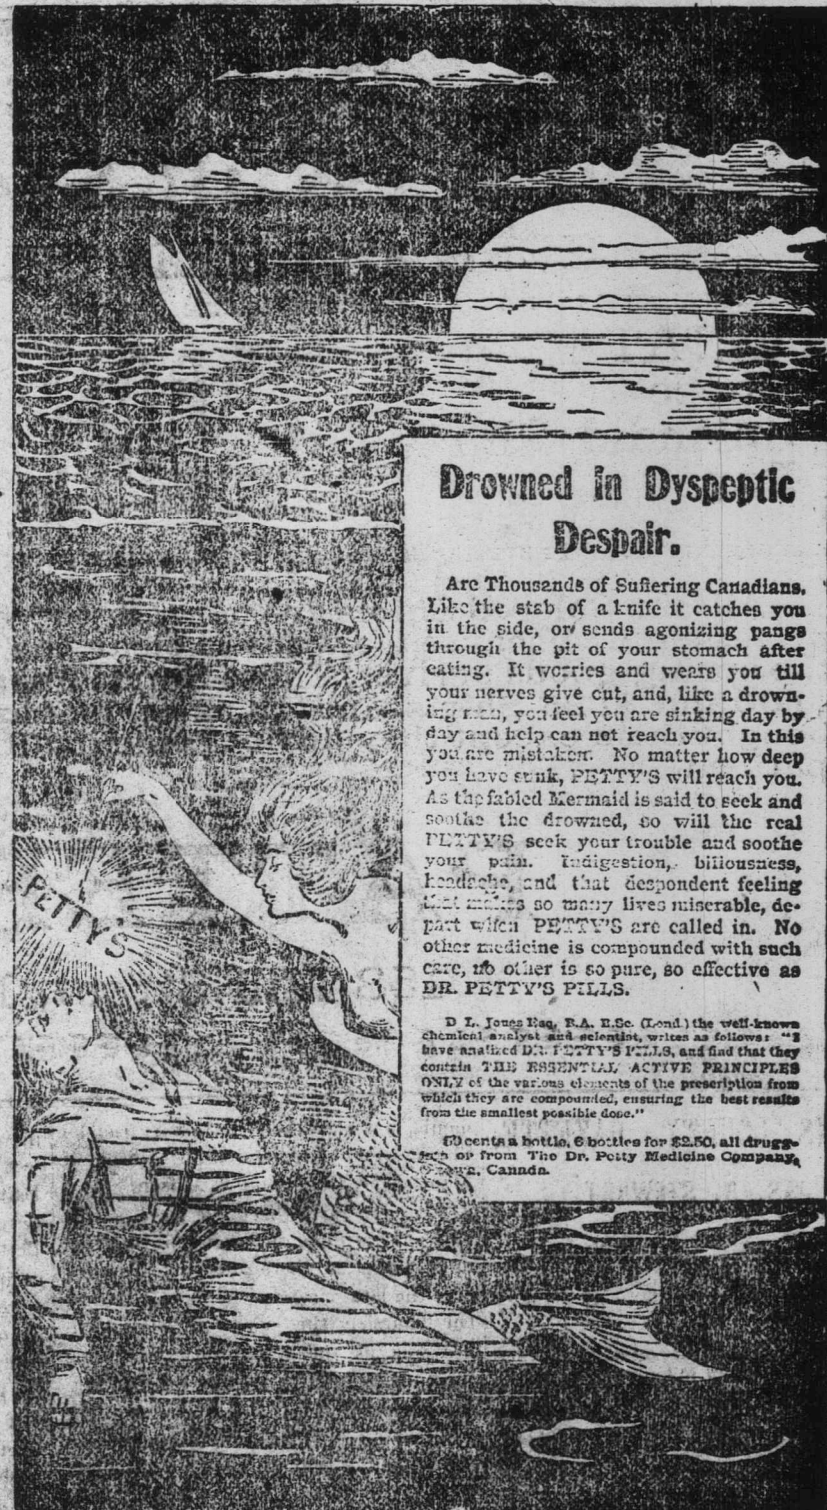 Drowned in Dyspeptic
Despair.
Are Thousands of Suffering Canadians.
Like the stab of a knife it catches you
in the side, or sends agonizing pangs
through the pit of your stomach after
eating. It worries and wears you till
your nerves give out, and, like a drown-
ing man, you feel you are sinking day by
day and help can not reach you. In this
you are mistaken. No matter how deep
you have sunk, PETTY'S will reach you.
As the fabled Mermaid is said to seek and
soothe the drowned, so will the real
PETTY'S seek your trouble and soothe
your pain. Indigestion, biliousness,
headache, and that despondent feeling
that makes so many lives miserable, de-
part when PETTY'S are called in. No
other medicine is compounded with such
care, no other is so pure, so effective as
DR. PETTY'S PILLS.
D L. Jones Esq, B.A. B.Sc. (Lond.) the well-known
chemical analyst and scientist, writes as follows: "I
have analized DR. PETTY'S PILLS, and find that they
contain THE ESSENTIAL ACTIVE PRINCIPLES
ONLY of the various elements of the prescription from
which they are compounded, ensuring the best results
from the smallest possible dose."
50 cents a bottle, 6 bottles for $2.50, all drugg-
or from The Dr. Petty Medicine Company,
Canada.
PETTY'S